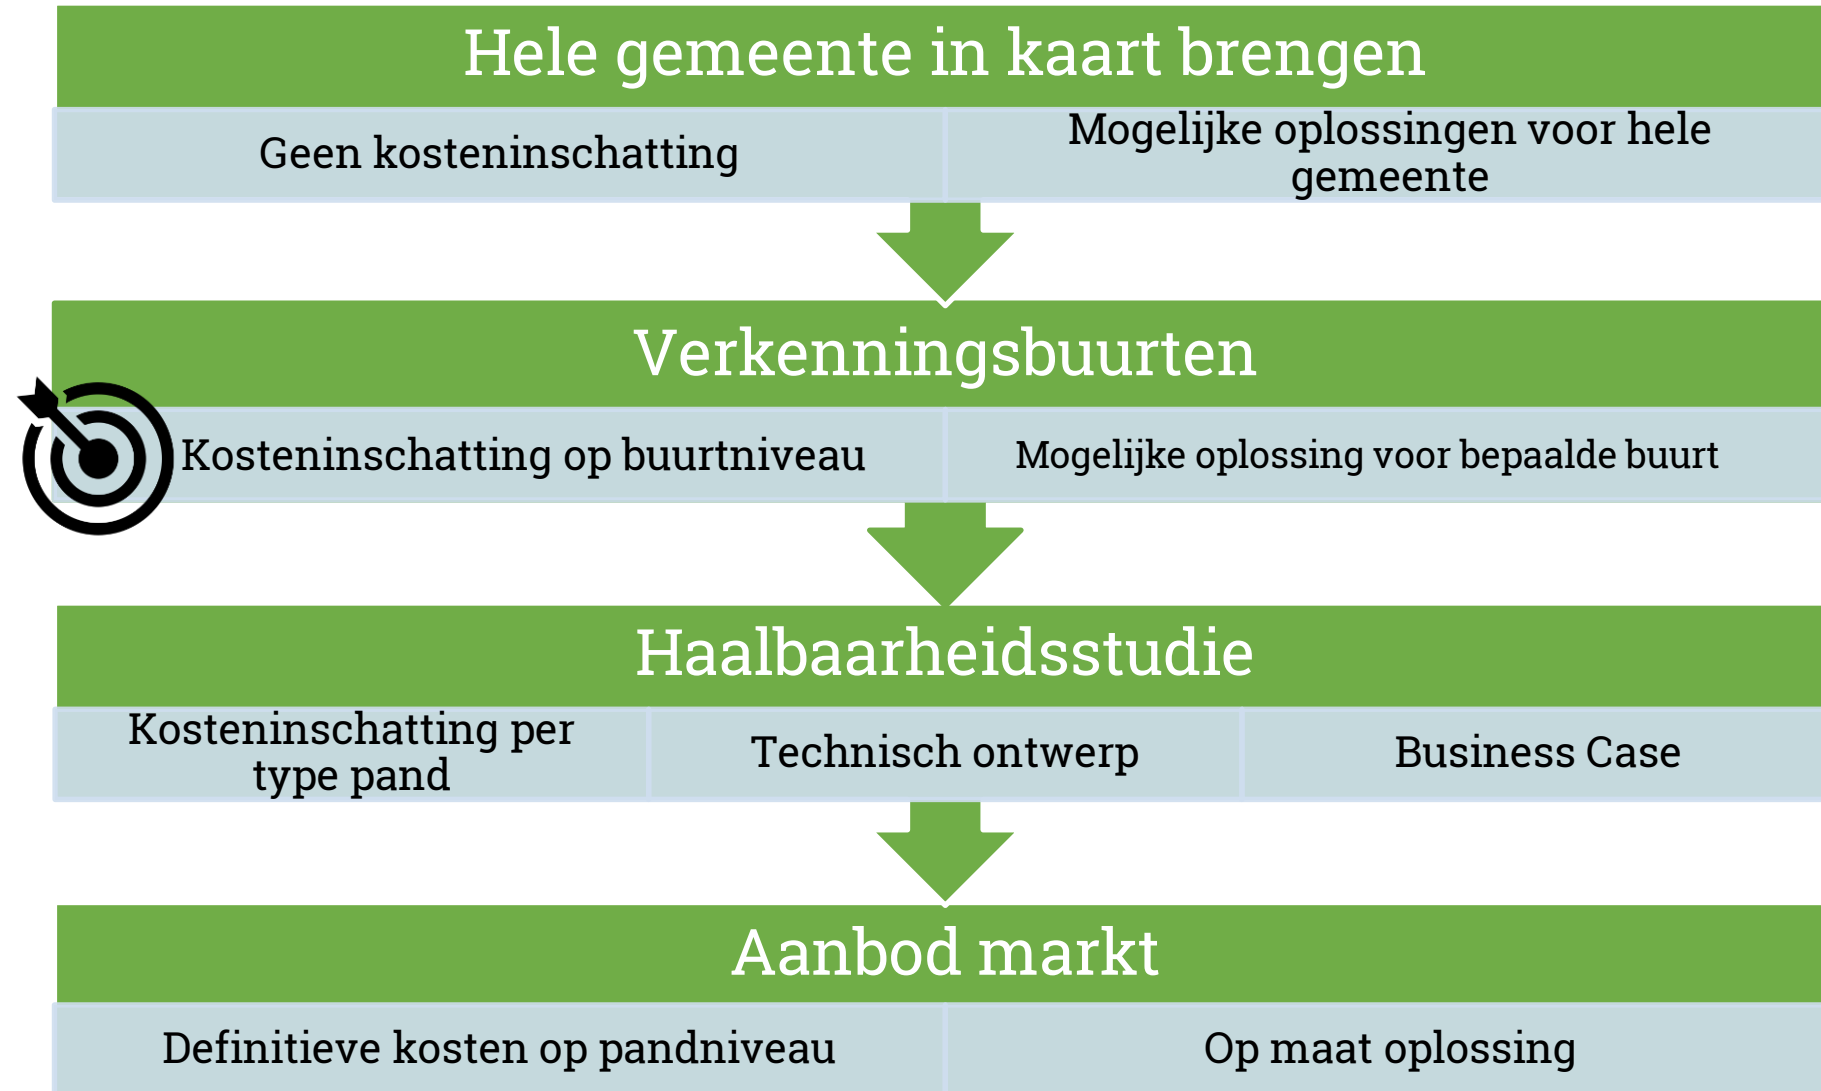 Hele gemeente in kaart brengen
Geen kosteninschatting
Mogelijke oplossingen voor hele
gemeente
Verkenningsbuurten
Kosteninschatting op buurtniveau
Mogelijke oplossing voor bepaalde buurt
Haalbaarheidsstudie
Kosteninschatting per
type pand
Technisch ontwerp
Business Case
Aanbod markt
Definitieve kosten op pandniveau
Op maat oplossing